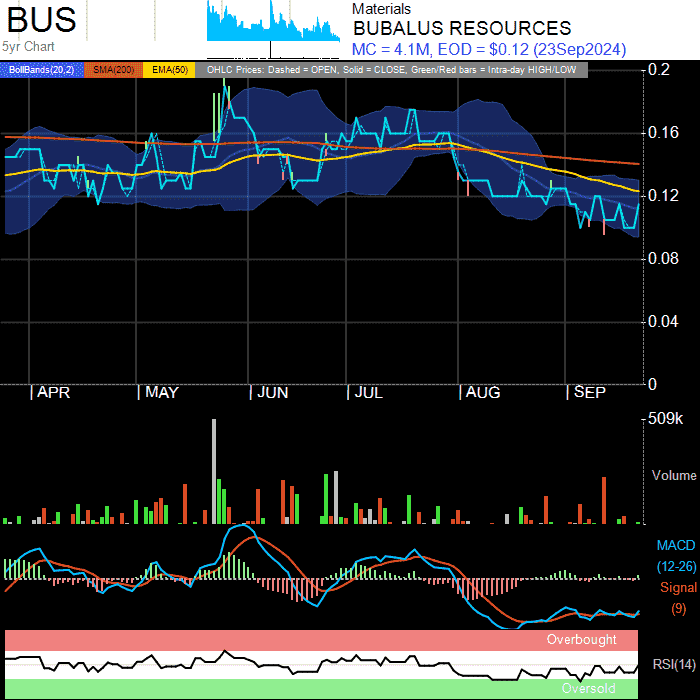 BUS
5yr Chart
Materials
BUBALUS RESOURCES
MC = 4.1M, EOD = $0.12 (23Sep2024)
BollBands(20,2) SMA(200) EMA(50) OHLC Prices: Dashed = OPEN, Solid = CLOSE, Green/Red bars = Intra-day HIGH/LOW
0.2
0.16
0.12
0.08
0.04
0
APR MAY JUN JUL AUG SEP
509k
Volume
MACD
(12-26)
Signal
(9)
Overbought
RSI(14)
Oversold